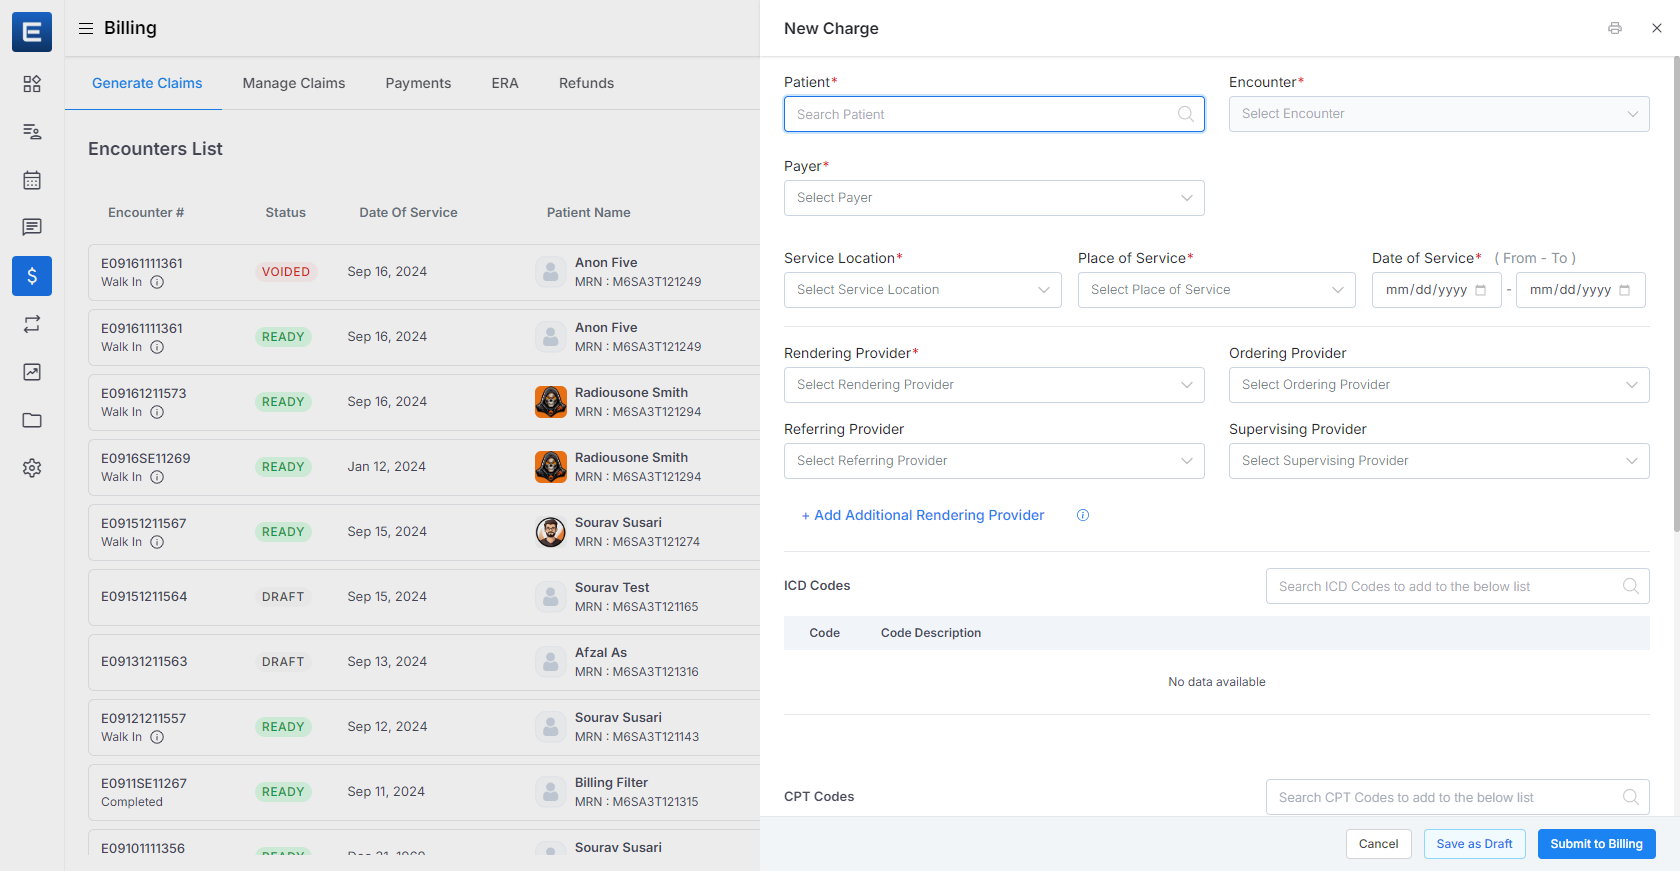 E
Billing
Generate Claims Manage Claims Payments ERA Refunds
Encounters List
Encounter # Status Date Of Service Patient Name
E09161111361
Walk In
VOIDED
Sep 16, 2024
Anon Five
MRN : M6SA3T121249
E09161111361
Walk In
READY
Sep 16, 2024
Anon Five
MRN : M6SA3T121249
E09161211573
Walk In
READY
Sep 16, 2024
Radiousone Smith
MRN : M6SA3T121294
E0916SE11269
Walk In
READY
Jan 12, 2024
Radiousone Smith
MRN : M6SA3T121294
E09151211567
Walk In
READY
Sep 15, 2024
Sourav Susari
MRN : M6SA3T121274
E09151211564
DRAFT
Sep 15, 2024
Sourav Test
MRN : M6SA3T121165
E09131211563
DRAFT
Sep 13, 2024
Afzal As
MRN : M6SA3T121316
E09121211557
Walk In
READY
Sep 12, 2024
Sourav Susari
MRN : M6SA3T121143
E0911SE11267
Completed
READY
Sep 11, 2024
Billing Filter
MRN : M6SA3T121315
E09101111356
READY
Sourav Susari
New Charge
Patient*
Search Patient
Encounter*
Select Encounter
Payer*
Select Payer
Service Location*
Select Service Location
Place of Service*
Select Place of Service
Date of Service* ( From - To )
mm/dd/yyyy - mm/dd/yyyy
Rendering Provider*
Select Rendering Provider
Ordering Provider
Select Ordering Provider
Referring Provider
Select Referring Provider
Supervising Provider
Select Supervising Provider
+ Add Additional Rendering Provider
ICD Codes
Search ICD Codes to add to the below list
Code Code Description
No data available
CPT Codes
Search CPT Codes to add to the below list
Cancel Save as Draft Submit to Billing